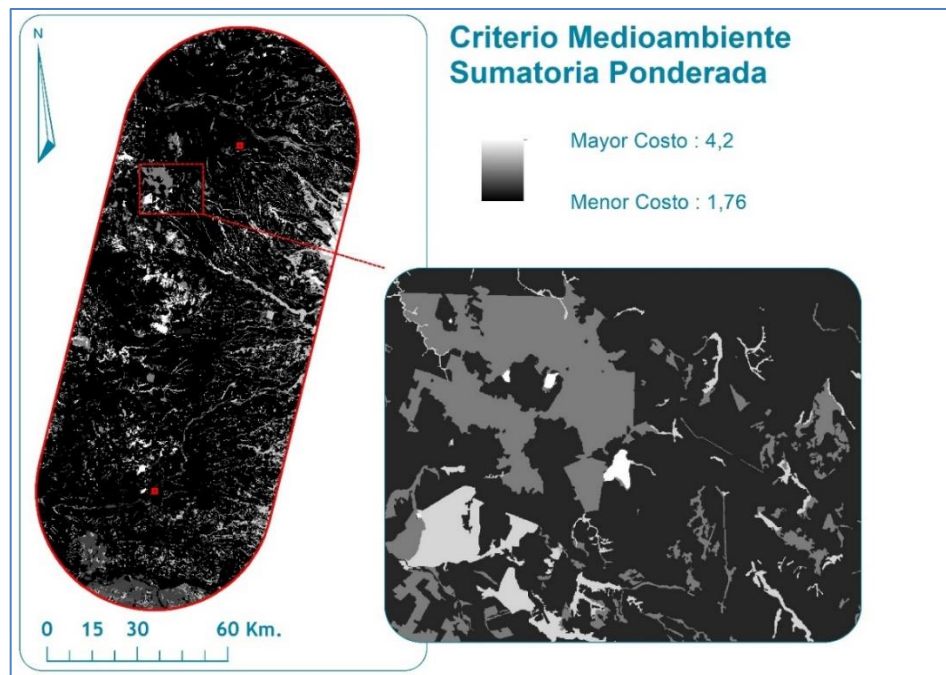 N
Criterio Medioambiente
Sumatoria Ponderada
Mayor Costo : 4,2
Menor Costo : 1,76
0 15 30 60 Km.